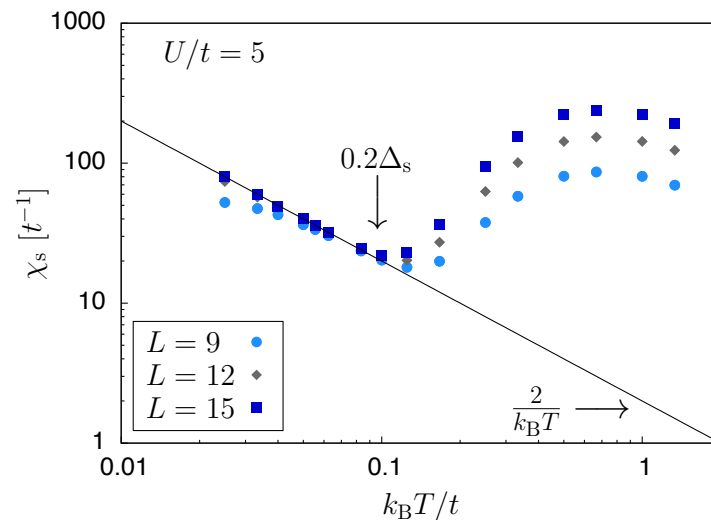 1000
100
10
1
χs [t⁻¹]
U/t = 5
0.2Δs
L = 9
L = 12
L = 15
2/kBT
0.01
0.1
1
kBT/t